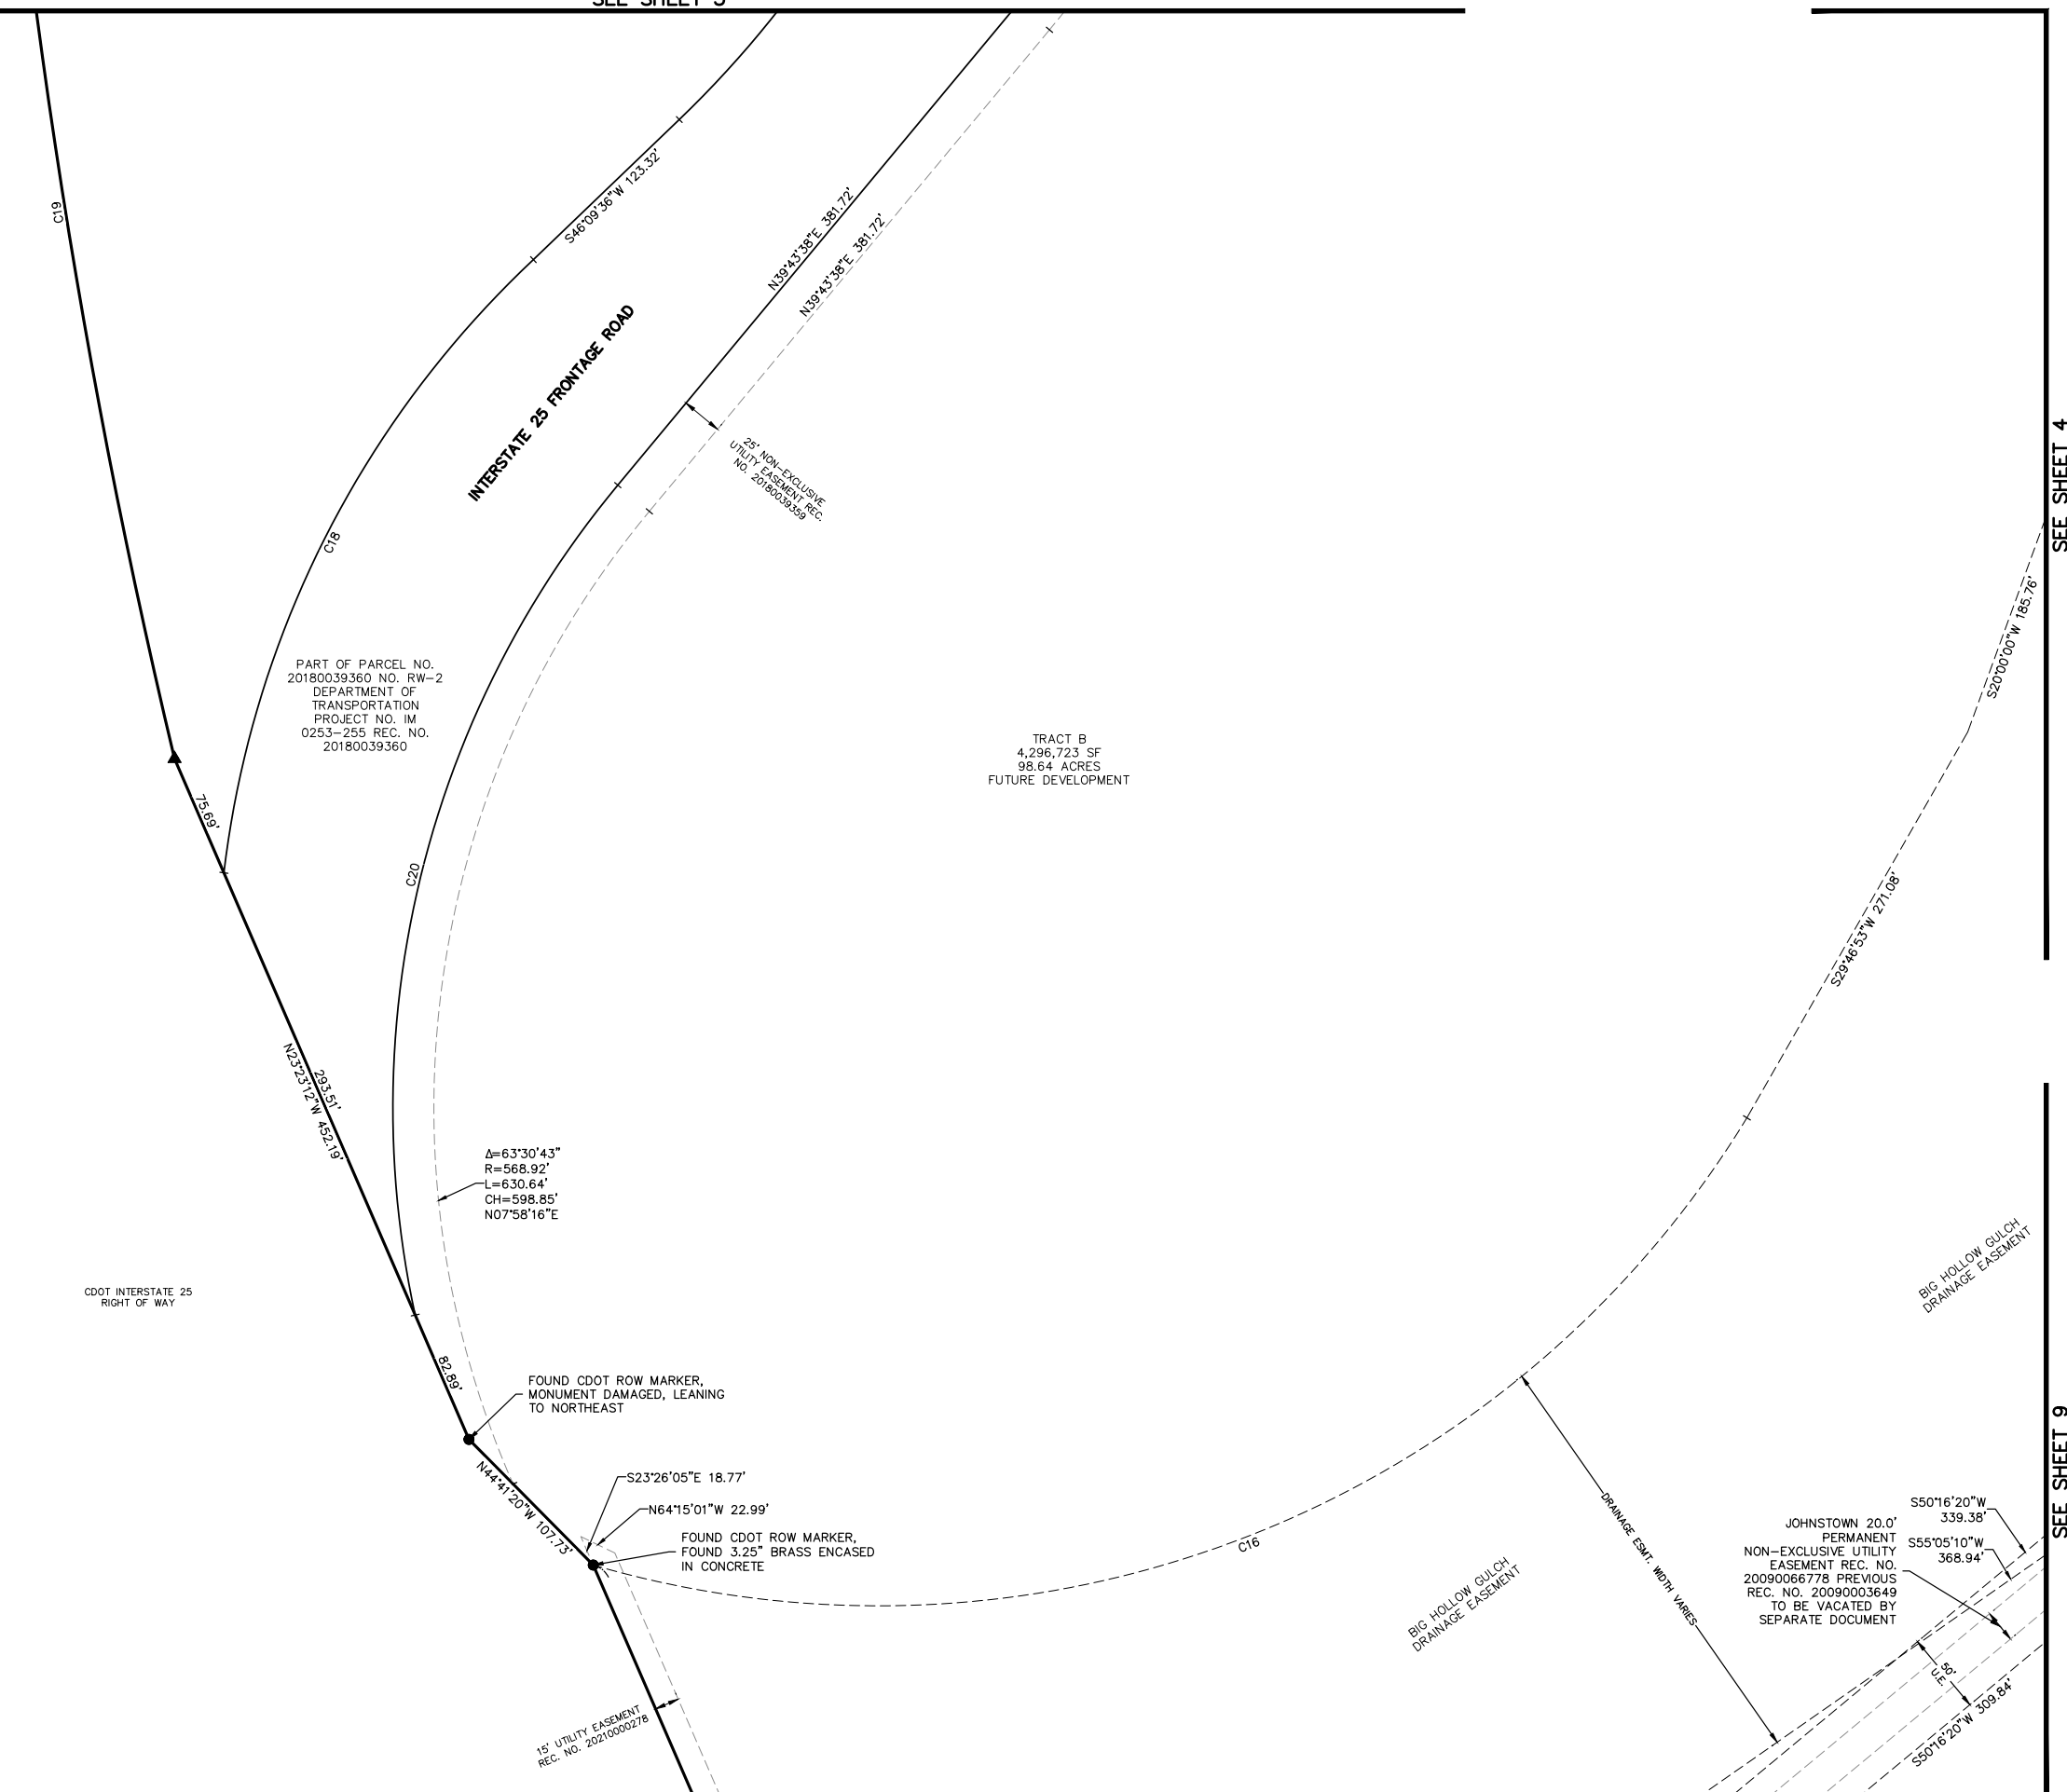 SEE SHEET 3
C19
S46°09'36"W 123.32'
N39°43'38"E 381.72'
N39°43'38"E 381.72'
INTERSTATE 25 FRONTAGE ROAD
25' NON-EXCLUSIVE
UTILITY EASEMENT REC.
NO. 20180039359
SEE SHEET 4
C18
S20°00'00"W 185.76'
PART OF PARCEL NO.
20180039360 NO. RW-2
DEPARTMENT OF
TRANSPORTATION
PROJECT NO. IM
0253-255 REC. NO.
20180039360
TRACT B
4,296,723 SF
98.64 ACRES
FUTURE DEVELOPMENT
75.69'
C20
S29°46'53"W 271.08'
293.51'
N23°23'12"W 452.19'
Δ=63°30'43"
R=568.92'
L=630.64'
CH=598.85'
N07°58'16"E
BIG HOLLOW GULCH
DRAINAGE EASEMENT
CDOT INTERSTATE 25
RIGHT OF WAY
82.89'
FOUND CDOT ROW MARKER,
MONUMENT DAMAGED, LEANING
TO NORTHEAST
SEE SHEET 9
N44°41'20"W 107.73'
S23°26'05"E 18.77'
N64°15'01"W 22.99'
FOUND CDOT ROW MARKER,
FOUND 3.25" BRASS ENCASED
IN CONCRETE
C16
DRAINAGE ESMT. WIDTH VARIES
S50°16'20"W
339.38'
S55°05'10"W
368.94'
JOHNSTOWN 20.0'
PERMANENT
NON-EXCLUSIVE UTILITY
EASEMENT REC. NO.
20090066778 PREVIOUS
REC. NO. 20090003649
TO BE VACATED BY
SEPARATE DOCUMENT
BIG HOLLOW GULCH
DRAINAGE EASEMENT
50'
U.E.
S50°16'20"W 309.84'
15' UTILITY EASEMENT
REC. NO. 20210000278